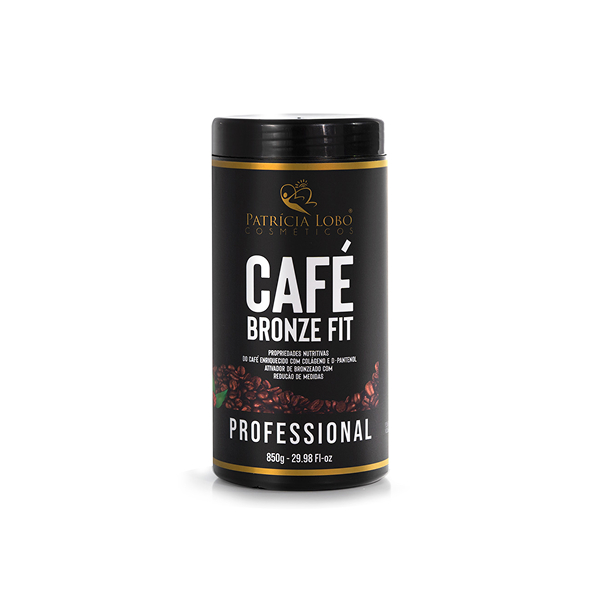 PATRÍCIA LOBO®
COSMÉTICOS
CAFÉ
BRONZE FIT
PROPRIEDADES NUTRITIVAS
DO CAFÉ ENRIQUECIDO COM COLÁGENO E D-PANTENOL
ATIVADOR DE BRONZEADO COM
REDUÇÃO DE MEDIDAS
PROFESSIONAL
850g - 29.98 Fl-oz